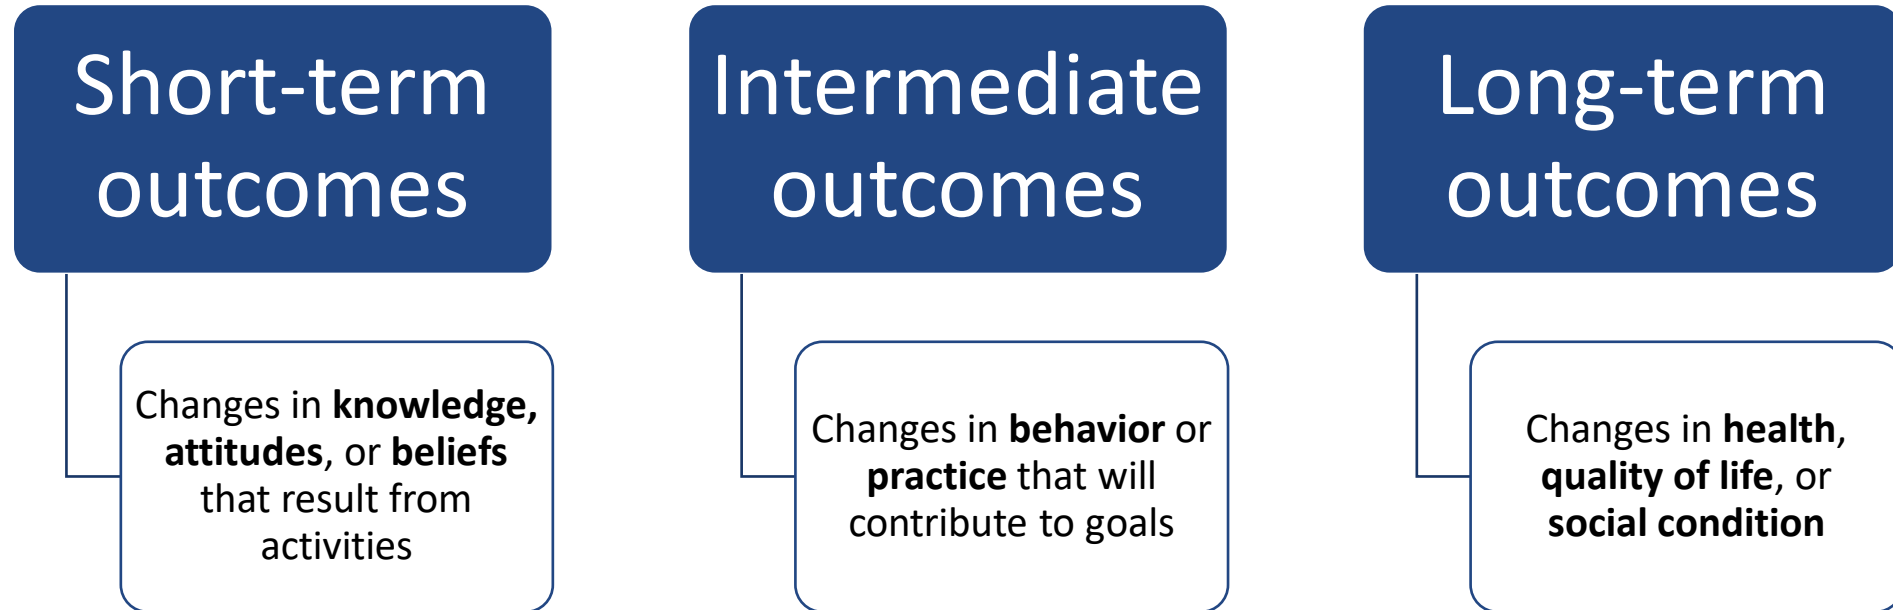 Short-term
outcomes
Changes in knowledge,
attitudes, or beliefs
that result from
activities
Intermediate
outcomes
Changes in behavior or
practice that will
contribute to goals
Long-term
outcomes
Changes in health,
quality of life, or
social condition